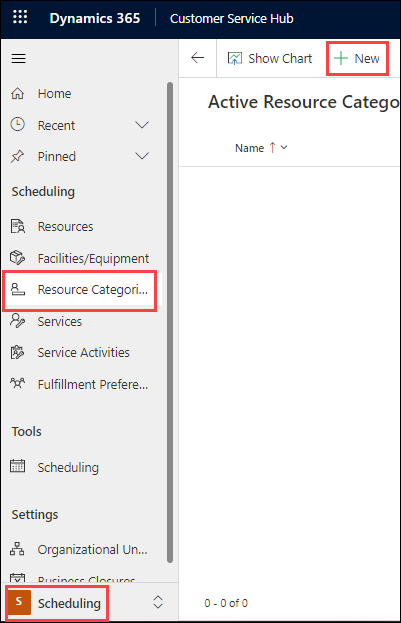 Dynamics 365
Customer Service Hub
Show Chart
New
Home
Recent
Pinned
Active Resource Catego
Name
Scheduling
Resources
Facilities/Equipment
Resource Categori...
Services
Service Activities
Fulfillment Prefere...
Tools
Scheduling
Settings
Organizational Un...
Business Closures
S
Scheduling
0 - 0 of 0